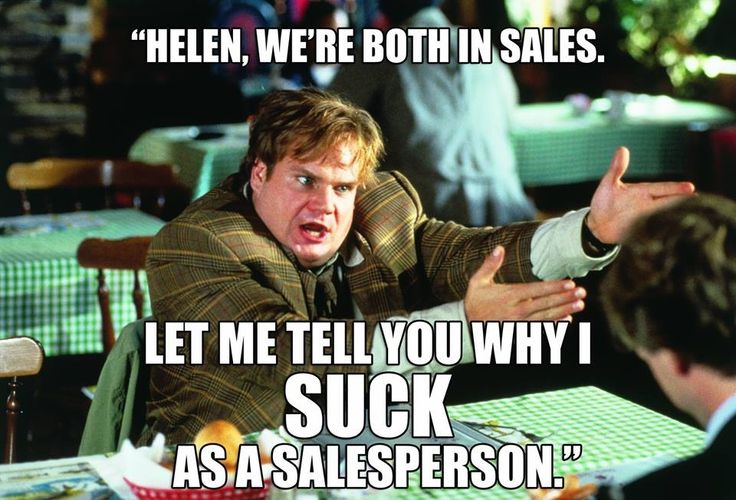 “HELEN, WE’RE BOTH IN SALES.
LET ME TELL YOU WHY I
SUCK
AS A SALESPERSON.”